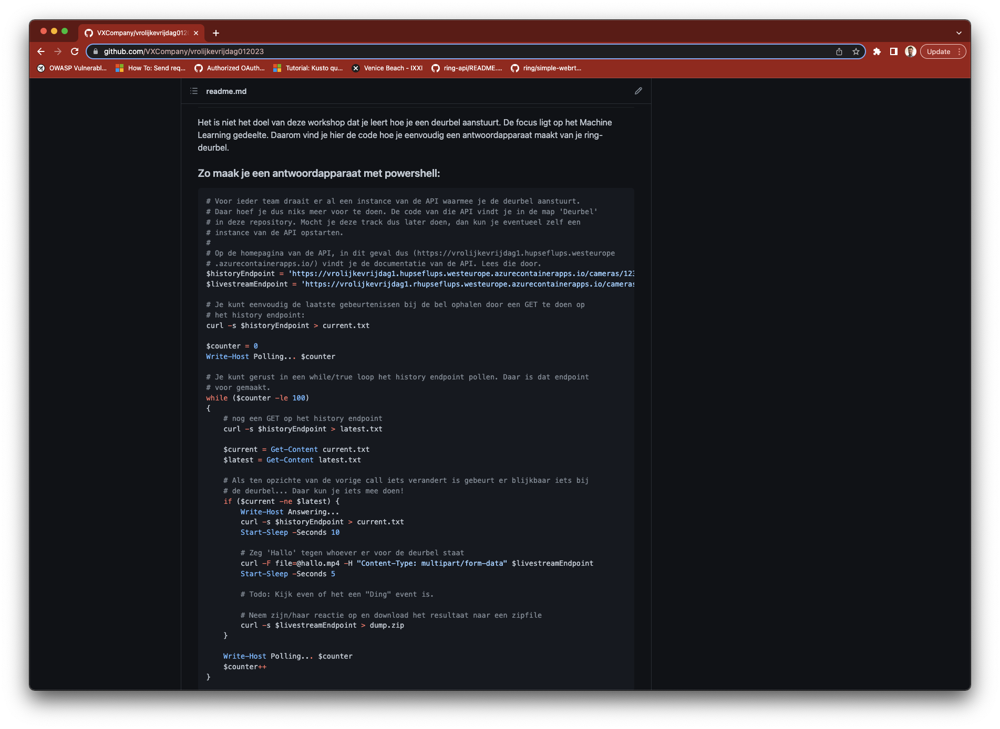 VXCompany/vrolijkevrijdag012
github.com/VXCompany/vrolijkevrijdag012023
Update
OWASP Vulnerabl...
How To: Send req...
Authorized OAuth...
Tutorial: Kusto qu...
Venice Beach - IXXI
ring-api/README....
ring/simple-webrt...
readme.md
Het is niet het doel van deze workshop dat je leert hoe je een deurbel aanstuurt. De focus ligt op het Machine
Learning gedeelte. Daarom vind je hier de code hoe je eenvoudig een antwoordapparaat maakt van je ring-
deurbel.
Zo maak je een antwoordapparaat met powershell:
# Voor ieder team draait er al een instance van de API waarmee je de deurbel aanstuurt.
# Daar hoef je dus niks meer voor te doen. De code van die API vindt je in de map 'Deurbel'
# in deze repository. Mocht je deze track dus later doen, dan kun je eventueel zelf een
# instance van de API opstarten.
#
# Op de homepagina van de API, in dit geval dus (https://vrolijkevrijdag1.hupseflups.westeurope
# .azurecontainerapps.io/) vindt je de documentatie van de API. Lees die door.
$historyEndpoint = 'https://vrolijkevrijdag1.hupseflups.westeurope.azurecontainerapps.io/cameras/123
$livestreamEndpoint = 'https://vrolijkevrijdag1.rhupseflups.westeurope.azurecontainerapps.io/cameras
# Je kunt eenvoudig de laatste gebeurtenissen bij de bel ophalen door een GET te doen op
# het history endpoint:
curl -s $historyEndpoint > current.txt
$counter = 0
Write-Host Polling... $counter
# Je kunt gerust in een while/true loop het history endpoint pollen. Daar is dat endpoint
# voor gemaakt.
while ($counter -le 100)
{
# nog een GET op het history endpoint
curl -s $historyEndpoint > latest.txt
$current = Get-Content current.txt
$latest = Get-Content latest.txt
# Als ten opzichte van de vorige call iets verandert is gebeurt er blijkbaar iets bij
# de deurbel... Daar kun je iets mee doen!
if ($current -ne $latest) {
Write-Host Answering...
curl -s $historyEndpoint > current.txt
Start-Sleep -Seconds 10
# Zeg 'Hallo' tegen whoever er voor de deurbel staat
curl -F file=@hallo.mp4 -H "Content-Type: multipart/form-data" $livestreamEndpoint
Start-Sleep -Seconds 5
# Todo: Kijk even of het een "Ding" event is.
# Neem zijn/haar reactie op en download het resultaat naar een zipfile
curl -s $livestreamEndpoint > dump.zip
}
Write-Host Polling... $counter
$counter++
}